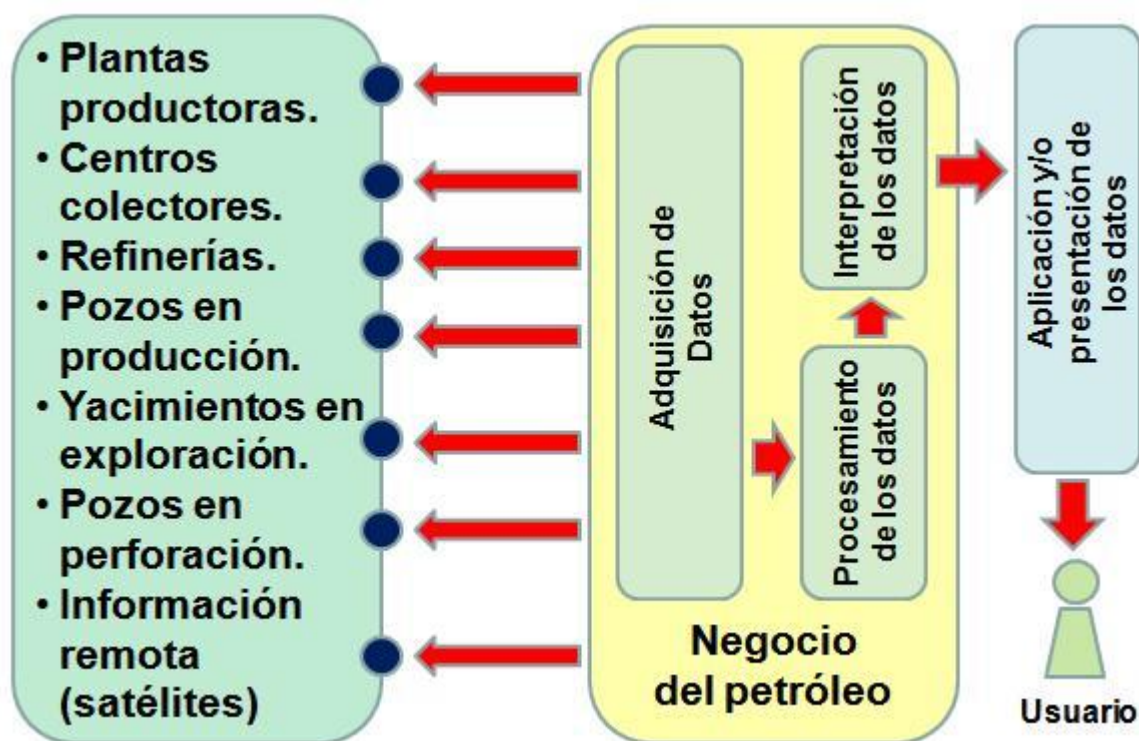 • Plantas
productoras.
• Centros
colectores.
• Refinerías.
• Pozos en
producción.
• Yacimientos en
exploración.
• Pozos en
perforación.
• Información
remota
(satélites)
Adquisición de
Datos
Interpretación
de los datos
Procesamiento
de los datos
Negocio
del petróleo
Aplicación y/o
presentación de
los datos
Usuario